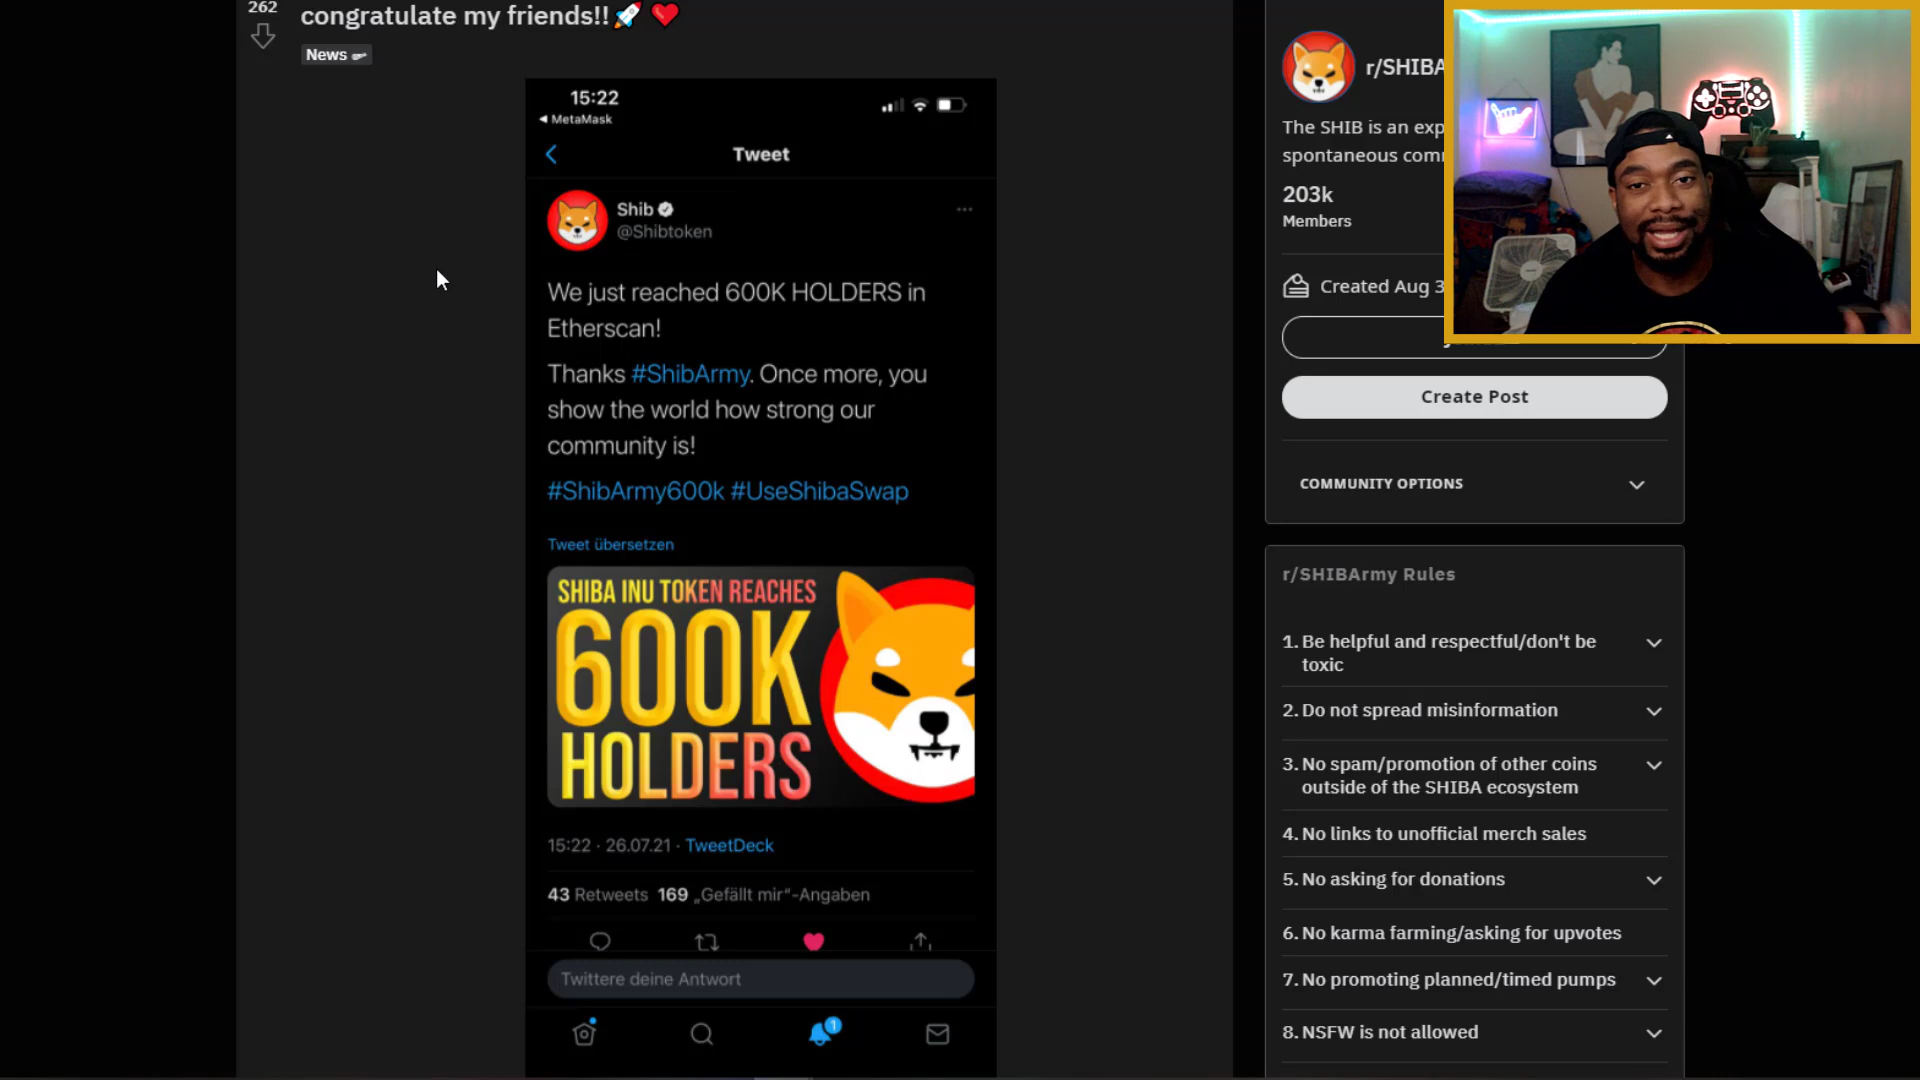 262
congratulate my friends!!🚀 ❤️
News
15:22
◀ MetaMask
Tweet
Shib
@Shibtoken
We just reached 600K HOLDERS in
Etherscan!
Thanks #ShibArmy. Once more, you
show the world how strong our
community is!
#ShibArmy600k #UseShibaSwap
Tweet übersetzen
SHIBA INU TOKEN REACHES
600K
HOLDERS
15:22 · 26.07.21 · TweetDeck
43 Retweets 169 „Gefällt mir“-Angaben
Twittere deine Antwort
1
r/SHIBA
The SHIB is an exp
spontaneous com
203k
Members
Created Aug 3
Create Post
COMMUNITY OPTIONS
r/SHIBArmy Rules
1. Be helpful and respectful/don't be
toxic
2. Do not spread misinformation
3. No spam/promotion of other coins
outside of the SHIBA ecosystem
4. No links to unofficial merch sales
5. No asking for donations
6. No karma farming/asking for upvotes
7. No promoting planned/timed pumps
8. NSFW is not allowed